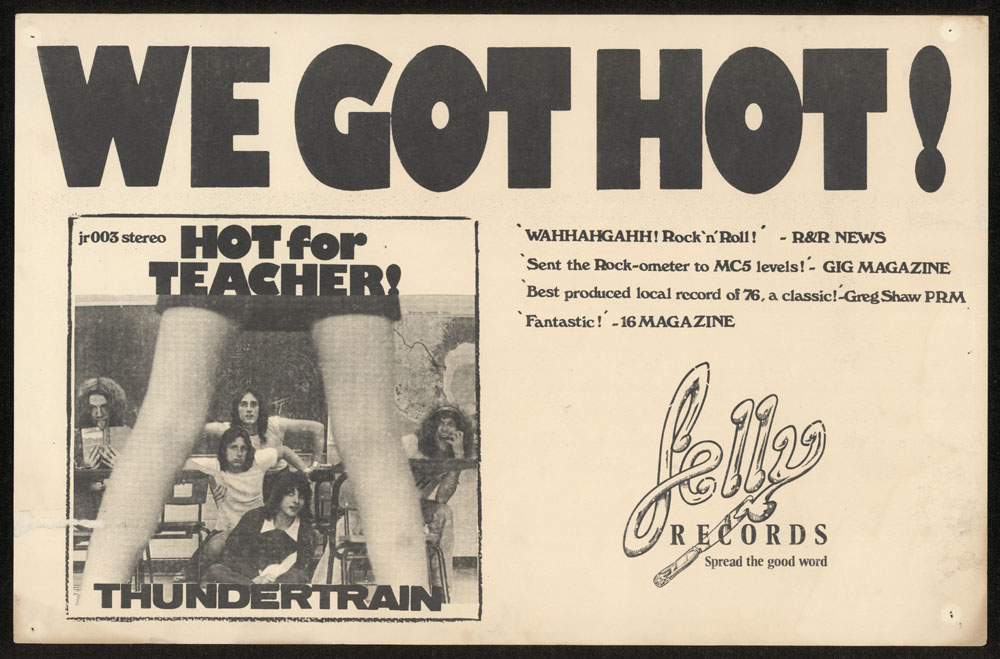 WE GOT HOT!
jr003 stereo
HOT for
TEACHER!
THUNDERTRAIN
`WAHHAHGAHH! Rock`n´Roll!´ - R&R NEWS
`Sent the Rock-ometer to MC5 levels!´- GIG MAGAZINE
`Best produced local record of 76, a classic!´-Greg Shaw PRM
`Fantastic!´ - 16 MAGAZINE
Jelly
RECORDS
Spread the good word